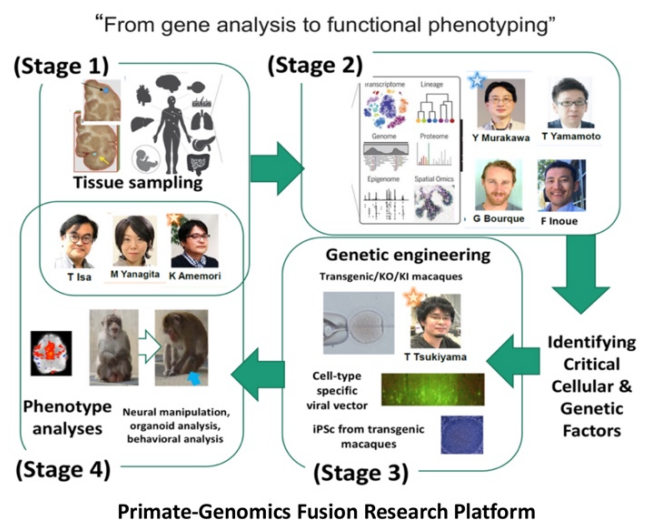 “From gene analysis to functional phenotyping”
(Stage 1)
Tissue sampling
T Isa
M Yanagita
K Amemori
(Stage 2)
Transcriptome
Lineage
Genome
Proteome
Epigenome
Spatial Omics
Y Murakawa
T Yamamoto
G Bourque
F Inoue
Identifying
Critical
Cellular &
Genetic
Factors
Genetic engineering
Transgenic/KO/KI macaques
T Tsukiyama
Cell-type
specific
viral vector
iPSc from transgenic
macaques
(Stage 3)
Phenotype
analyses
Neural manipulation,
organoid analysis,
behavioral analysis
(Stage 4)
Primate-Genomics Fusion Research Platform